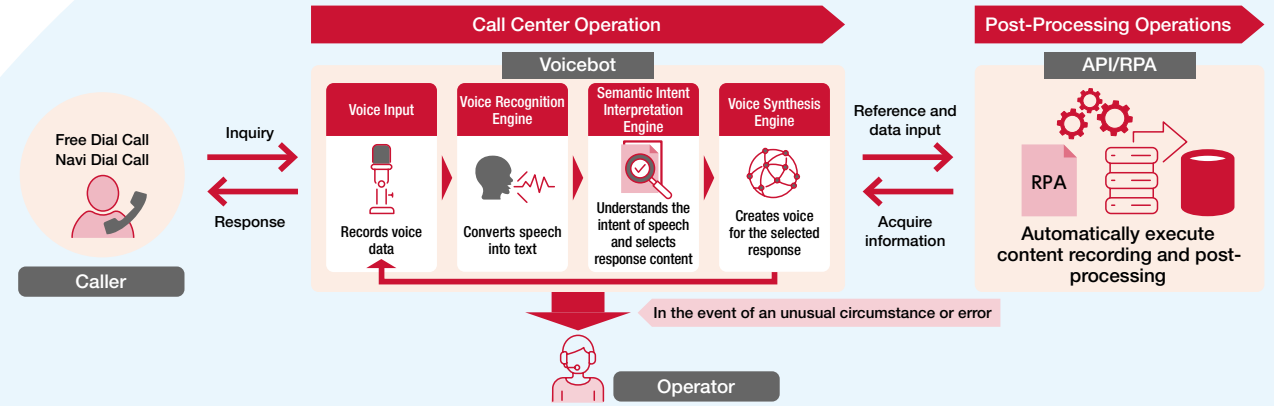 Call Center Operation
Post-Processing Operations
Voicebot
API/RPA
Free Dial Call
Navi Dial Call
Caller
Inquiry
Response
Voice Input
Records voice
data
Voice Recognition
Engine
Converts speech
into text
Semantic Intent
Interpretation
Engine
Understands the
intent of speech
and selects
response content
Voice Synthesis
Engine
Creates voice
for the selected
response
Reference and
data input
Acquire
information
RPA
Automatically execute
content recording and post-
processing
In the event of an unusual circumstance or error
Operator